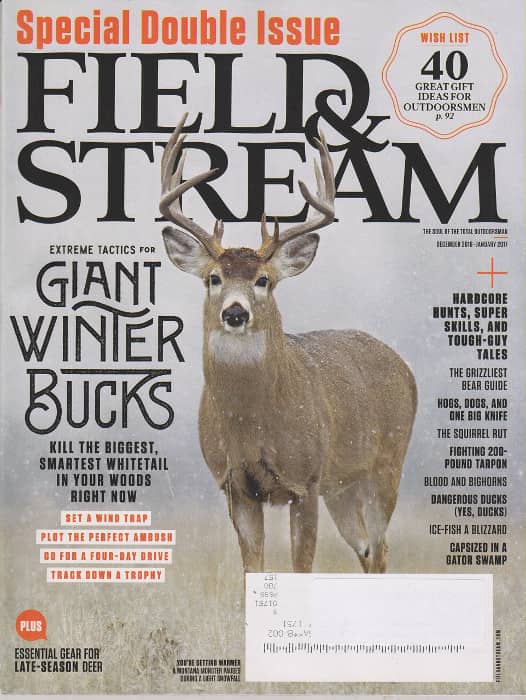 Special Double Issue
FIELD &
STREAM
WISH LIST
40
GREAT GIFT
IDEAS FOR
OUTDOORSMEN
p. 92
THE SOUL OF THE TOTAL OUTDOORSMAN
DECEMBER 2016-JANUARY 2017
EXTREME TACTICS FOR
GIANT
WINTER
BUCKS
KILL THE BIGGEST,
SMARTEST WHITETAIL
IN YOUR WOODS
RIGHT NOW
SET A WIND TRAP
PLOT THE PERFECT AMBUSH
GO FOR A FOUR-DAY DRIVE
TRACK DOWN A TROPHY
PLUS
ESSENTIAL GEAR FOR
LATE-SEASON DEER
+
HARDCORE
HUNTS, SUPER
SKILLS, AND
TOUGH-GUY
TALES
THE GRIZZLIEST
BEAR GUIDE
HOGS, DOGS, AND
ONE BIG KNIFE
THE SQUIRREL RUT
FIGHTING 200-
POUND TARPON
BLOOD AND BIGHORNS
DANGEROUS DUCKS
(YES, DUCKS)
ICE-FISH A BLIZZARD
CAPSIZED IN A
GATOR SWAMP
YOU'RE GETTING WARMER
A MONTANA MONSTER PAUSES
DURING A LIGHT SNOWFALL
FIELDANDSTREAM.COM